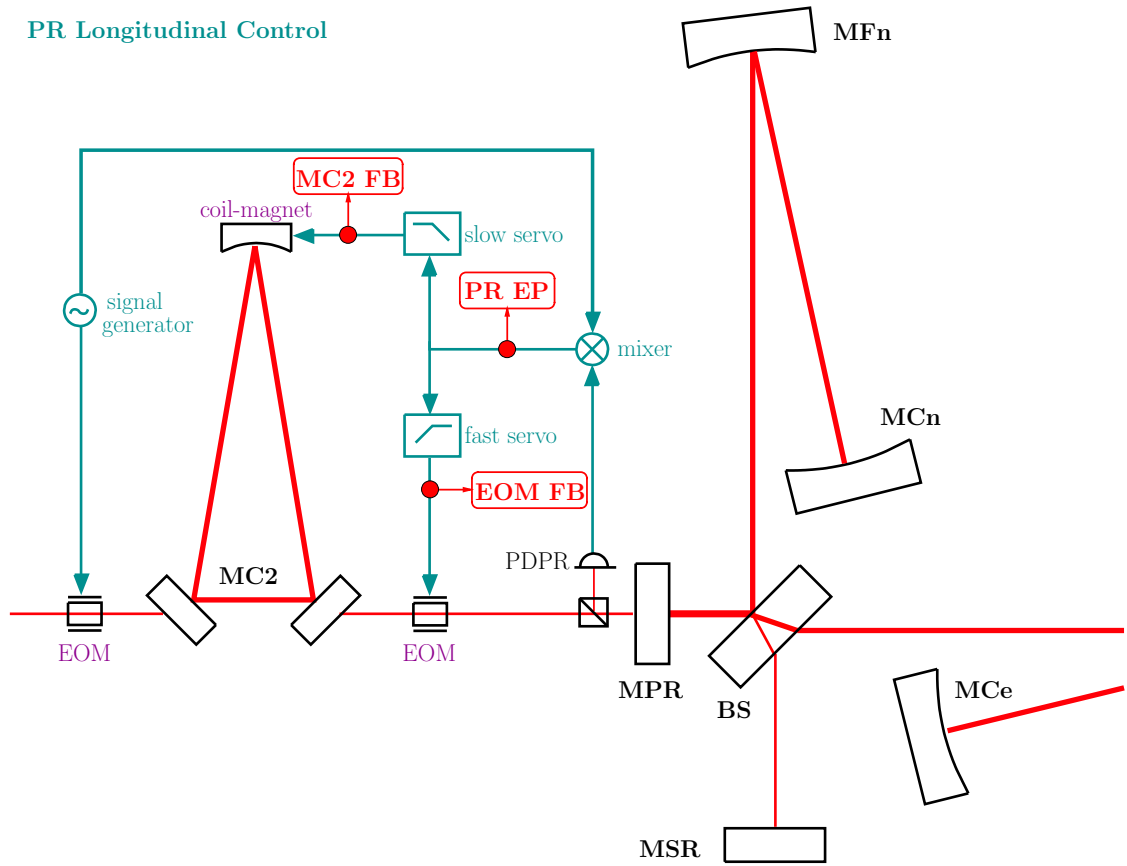 PR Longitudinal Control
MFn
MC2 FB
coil-magnet
slow servo
PR EP
signal
generator
mixer
MCn
fast servo
EOM FB
PDPR
MC2
EOM
EOM
MPR
BS
MCe
MSR